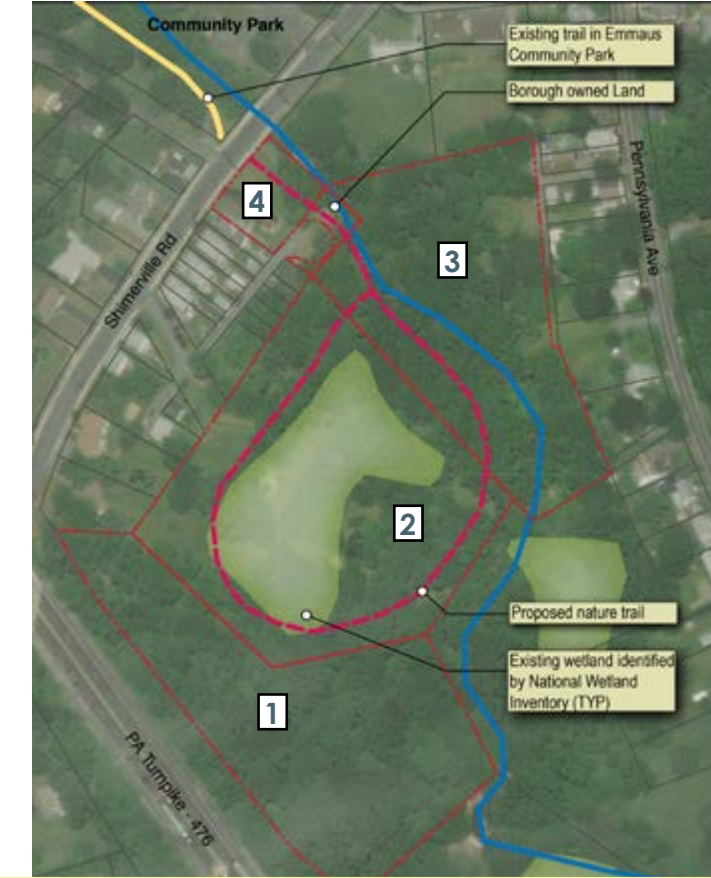 Community Park
Existing trail in Emmaus
Community Park
Borough owned Land
Pennsylvania Ave
4
3
Shimerville Rd
2
Proposed nature trail
Existing wetland identified
by National Wetland
Inventory (TYP)
1
PA Turnpike - 476